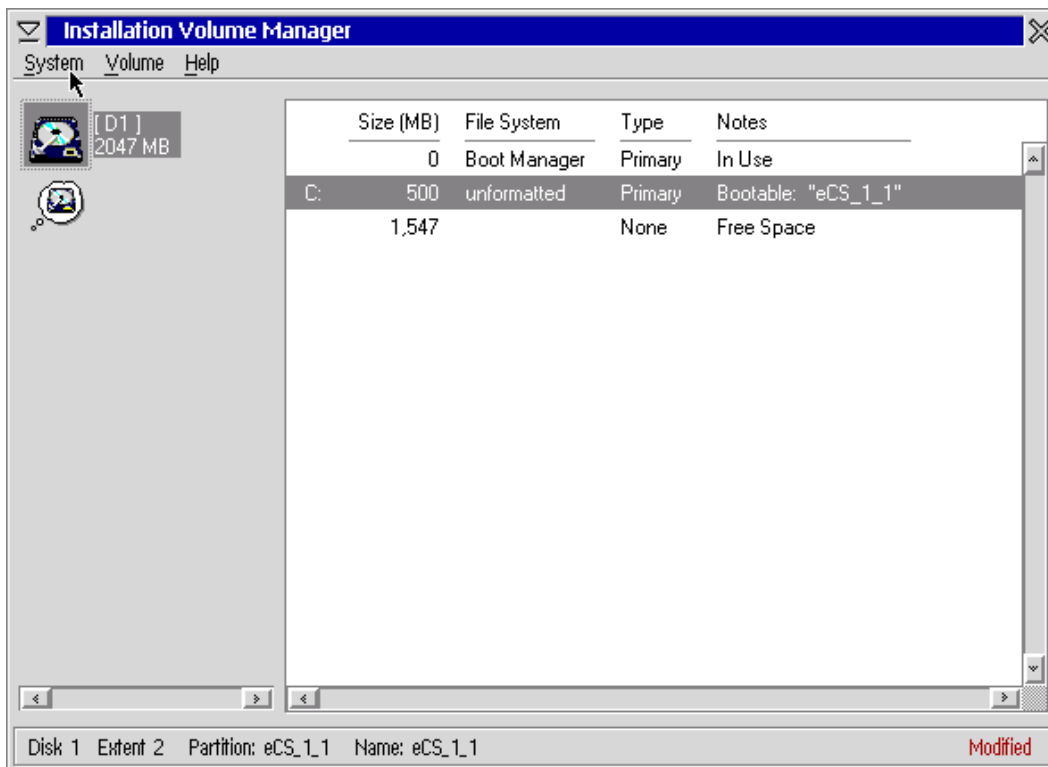 Installation Volume Manager
System Volume Help
[ D1 ]
2047 MB
Size (MB) File System Type Notes
0 Boot Manager Primary In Use
C: 500 unformatted Primary Bootable: "eCS_1_1"
1,547 None Free Space
Disk 1 Extent 2 Partition: eCS_1_1 Name: eCS_1_1 Modified